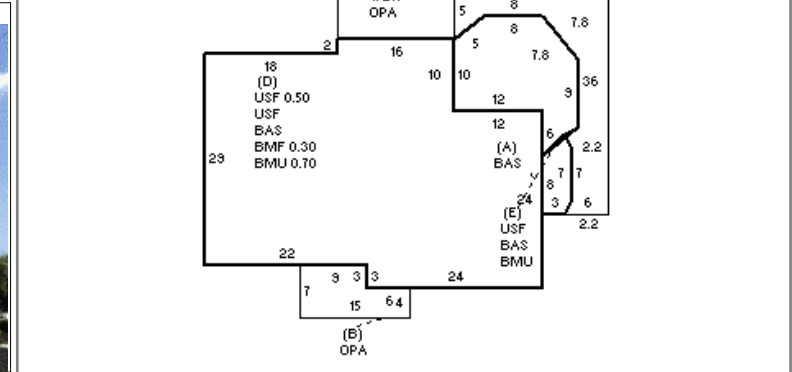 OPA
5
8
7.8
8
5
7.8
2
16
18
10
10
36
9
12
12
(D)
USF 0.50
USF
BAS
BMF 0.30
BMU 0.70
29
6
2.2
(A)
BAS
7
7
8
24
3
6
2.2
(E)
USF
BAS
BMU
22
9
3
3
24
7
15
6
4
(B)
OPA